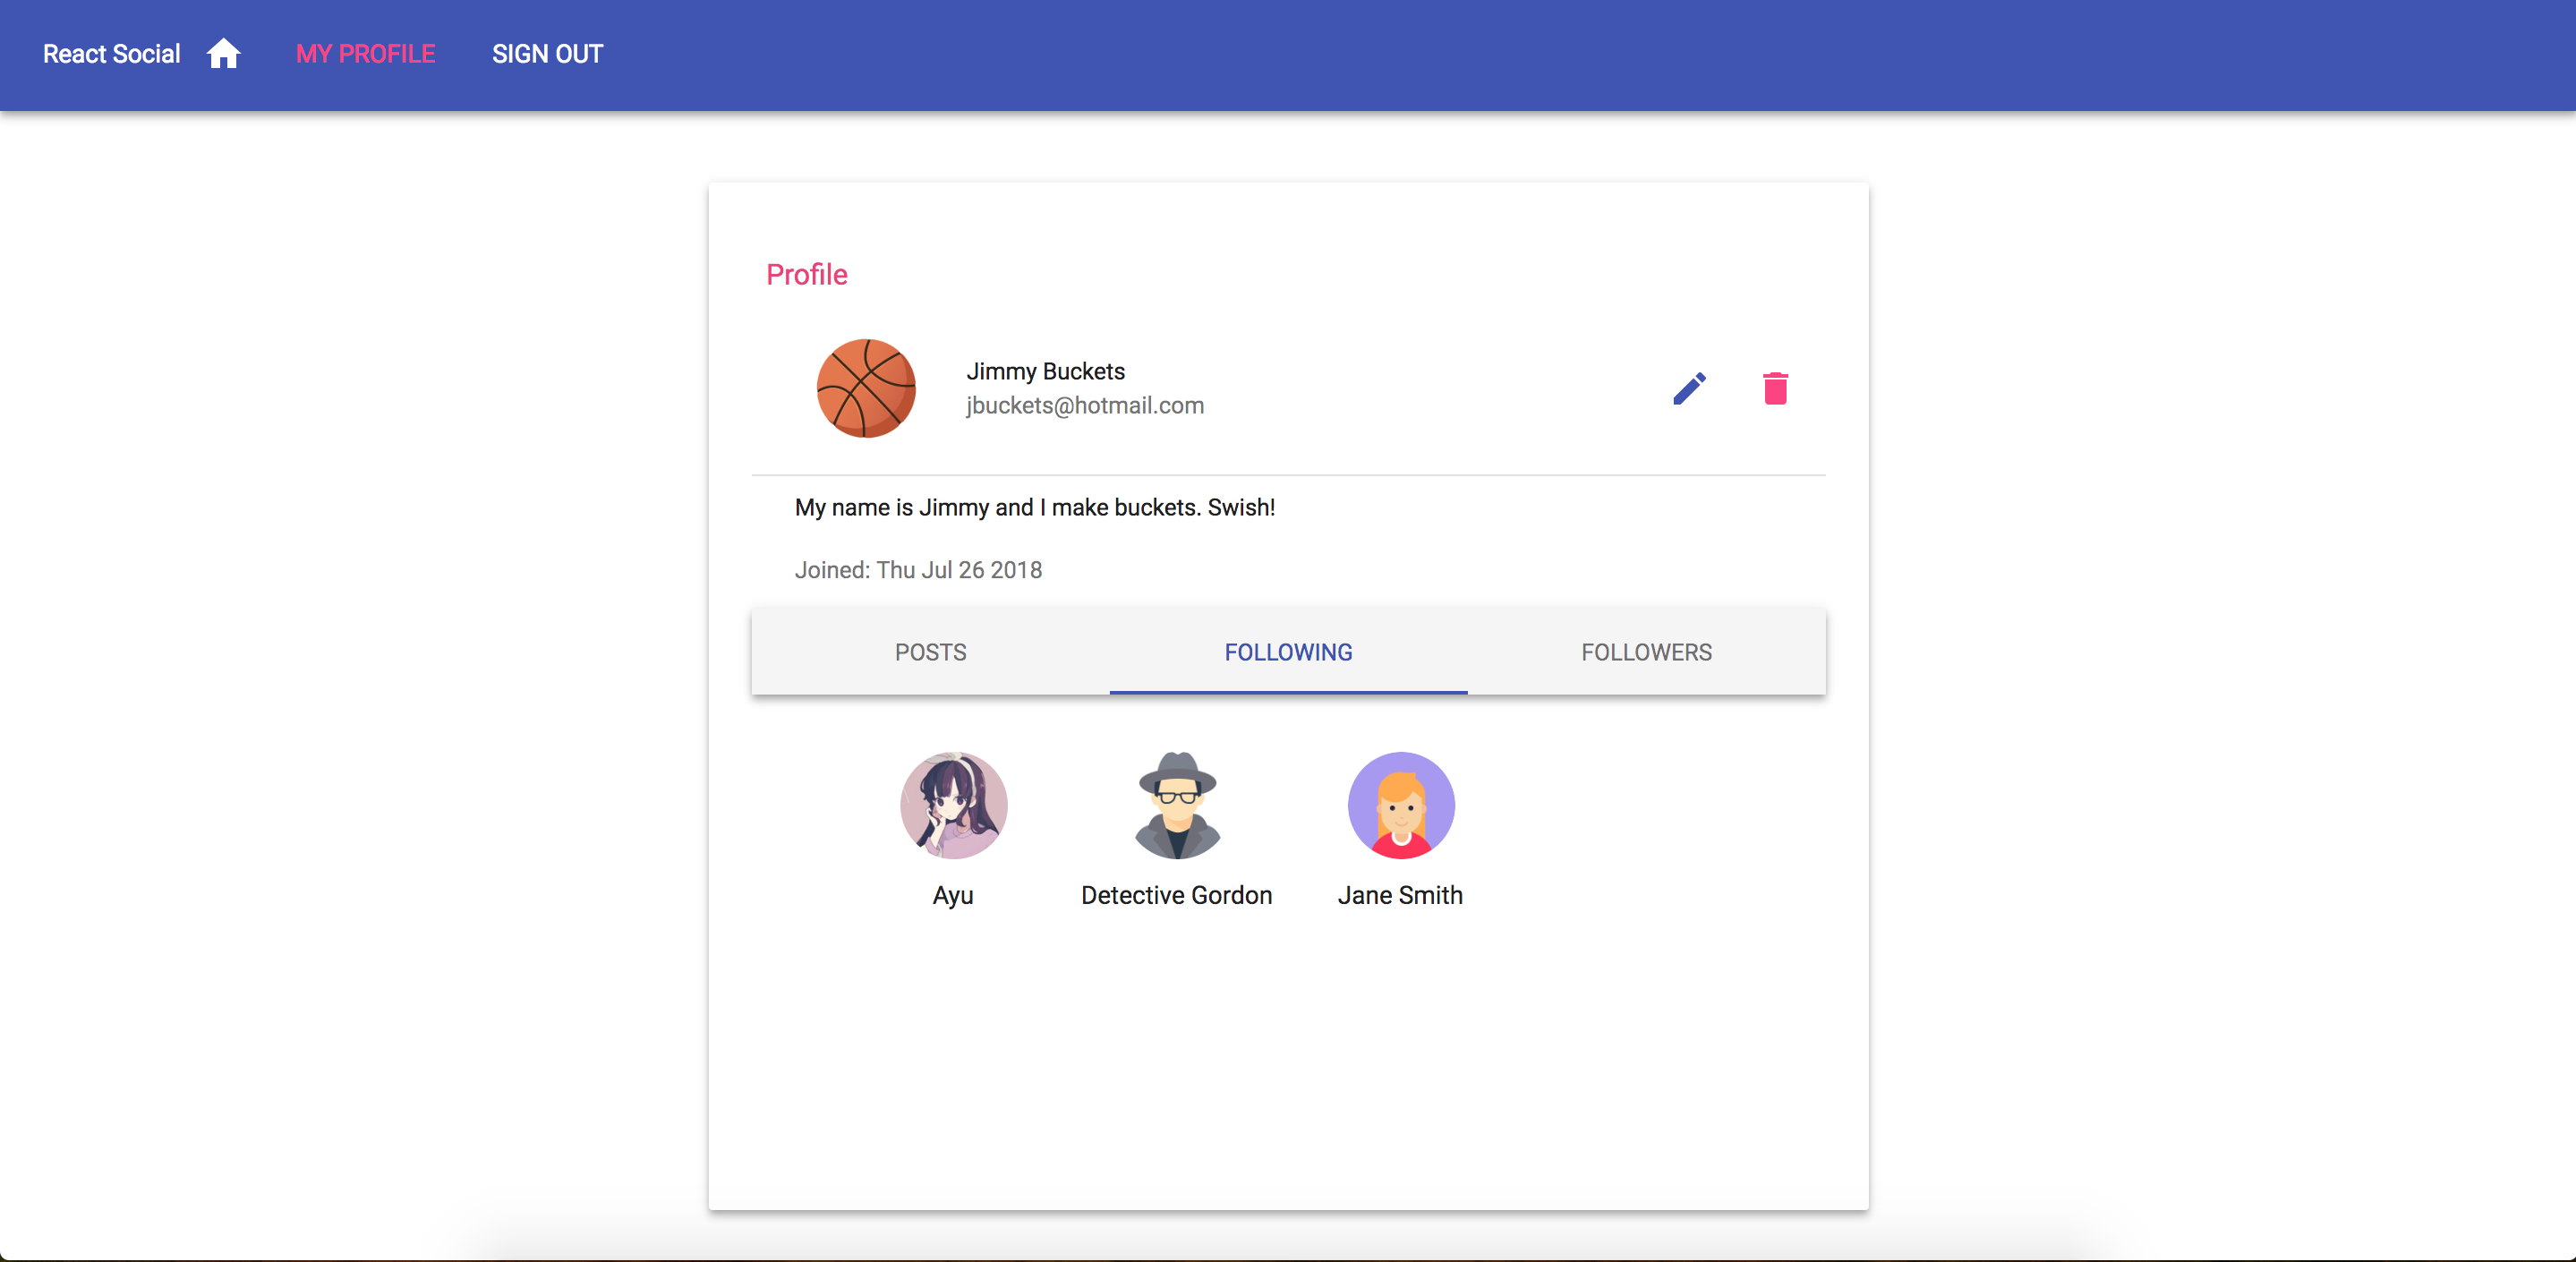 React Social MY PROFILE SIGN OUT
Profile
Jimmy Buckets
jbuckets@hotmail.com
My name is Jimmy and I make buckets. Swish!
Joined: Thu Jul 26 2018
POSTS FOLLOWING FOLLOWERS
Ayu Detective Gordon Jane Smith